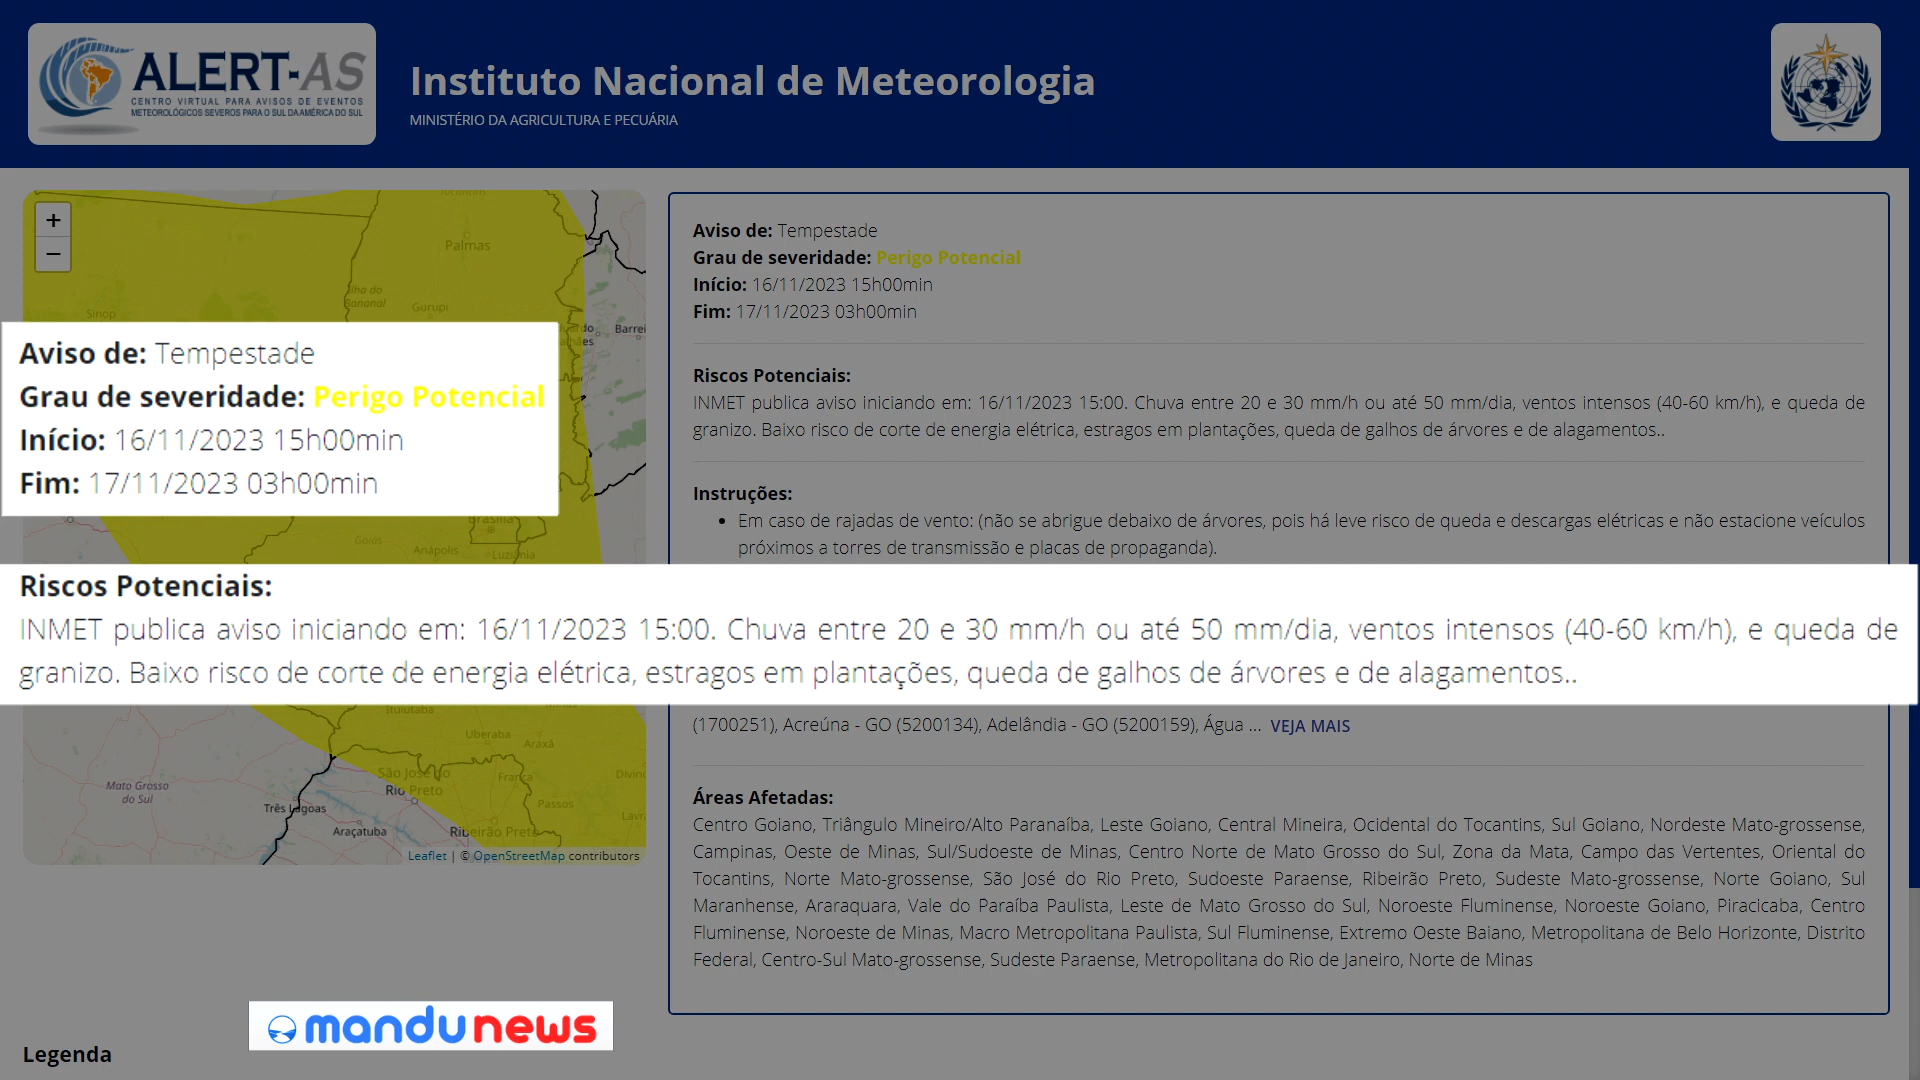 ALERT-AS
CENTRO VIRTUAL PARA AVISOS DE EVENTOS
METEOROLÓGICOS SEVEROS PARA O SUL DA AMÉRICA DO SUL
Instituto Nacional de Meteorologia
MINISTÉRIO DA AGRICULTURA E PECUÁRIA
+
−
Tocantins
Palmas
Ilha do
Bananal
Gurupi
Sinop
Barrei
Aviso de: Tempestade
Grau de severidade: Perigo Potencial
Início: 16/11/2023 15h00min
Fim: 17/11/2023 03h00min
Brasília
Goiás
Anápolis
Luziânia
Riscos Potenciais:
INMET publica aviso iniciando em: 16/11/2023 15:00. Chuva entre 20 e 30 mm/h ou até 50 mm/dia, ventos intensos (40-60 km/h), e queda de
granizo. Baixo risco de corte de energia elétrica, estragos em plantações, queda de galhos de árvores e de alagamentos..
Ituiutaba
Uberaba
Araxá
São José do
Rio Preto
Franca
Divino
Mato Grosso
do Sul
Três Lagoas
Passos
Lavr
Araçatuba
Ribeirão Preto
Leaflet | © OpenStreetMap contributors
Aviso de: Tempestade
Grau de severidade: Perigo Potencial
Início: 16/11/2023 15h00min
Fim: 17/11/2023 03h00min
Riscos Potenciais:
INMET publica aviso iniciando em: 16/11/2023 15:00. Chuva entre 20 e 30 mm/h ou até 50 mm/dia, ventos intensos (40-60 km/h), e queda de
granizo. Baixo risco de corte de energia elétrica, estragos em plantações, queda de galhos de árvores e de alagamentos..
Instruções:
• Em caso de rajadas de vento: (não se abrigue debaixo de árvores, pois há leve risco de queda e descargas elétricas e não estacione veículos
próximos a torres de transmissão e placas de propaganda).
(1700251), Acreúna - GO (5200134), Adelândia - GO (5200159), Água ... VEJA MAIS
Áreas Afetadas:
Centro Goiano, Triângulo Mineiro/Alto Paranaíba, Leste Goiano, Central Mineira, Ocidental do Tocantins, Sul Goiano, Nordeste Mato-grossense,
Campinas, Oeste de Minas, Sul/Sudoeste de Minas, Centro Norte de Mato Grosso do Sul, Zona da Mata, Campo das Vertentes, Oriental do
Tocantins, Norte Mato-grossense, São José do Rio Preto, Sudoeste Paraense, Ribeirão Preto, Sudeste Mato-grossense, Norte Goiano, Sul
Maranhense, Araraquara, Vale do Paraíba Paulista, Leste de Mato Grosso do Sul, Noroeste Fluminense, Noroeste Goiano, Piracicaba, Centro
Fluminense, Noroeste de Minas, Macro Metropolitana Paulista, Sul Fluminense, Extremo Oeste Baiano, Metropolitana de Belo Horizonte, Distrito
Federal, Centro-Sul Mato-grossense, Sudeste Paraense, Metropolitana do Rio de Janeiro, Norte de Minas
mandunews
Legenda